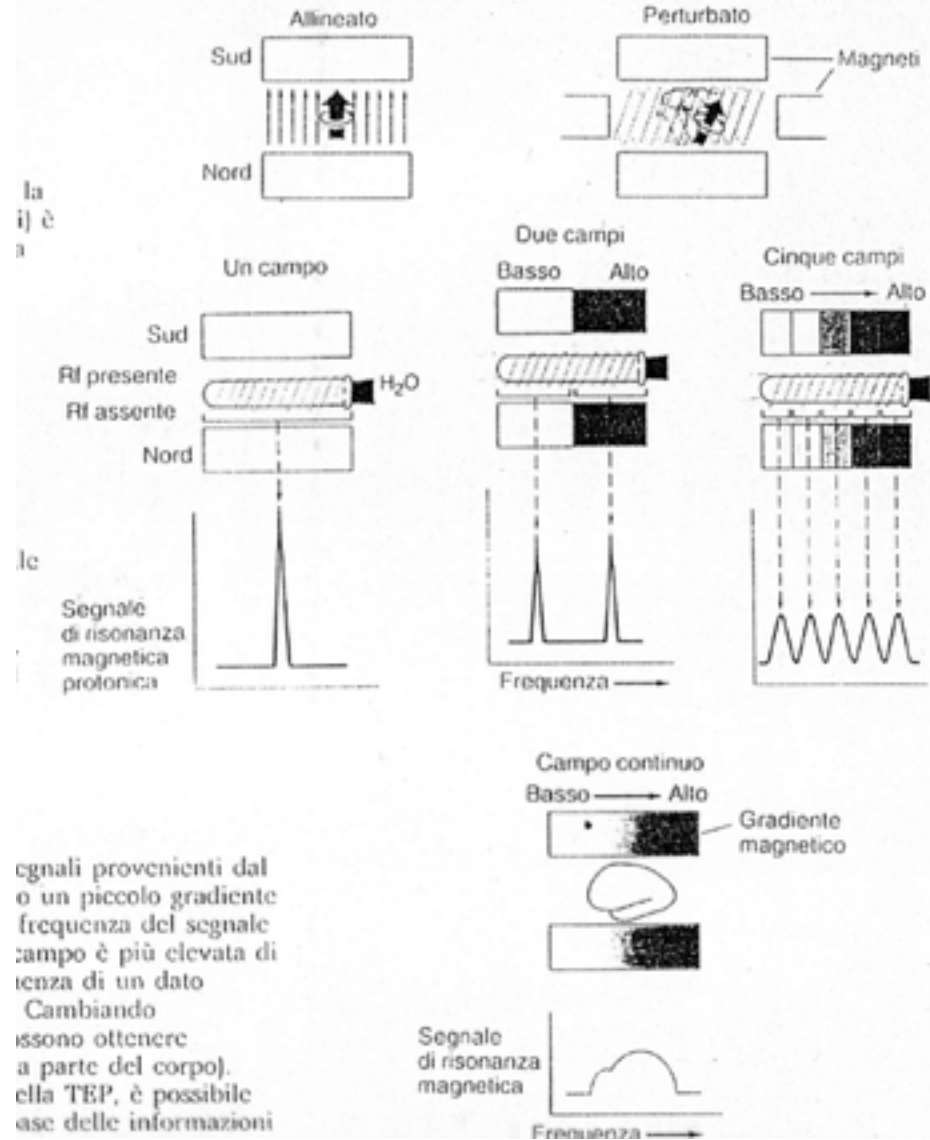 Allineato
Perturbato
Sud
Magneti
Nord
la
i) è
a
Due campi
Un campo
Cinque campi
Basso Alto
Basso Alto
Sud
Rf presente
H₂O
Rf assente
Nord
Segnale
di risonanza
magnetica
protonica
Frequenza
Campo continuo
Basso Alto
Gradiente
magnetico
egnali provenienti dal
o un piccolo gradiente
frequenza del segnale
campo è più elevata di
uenza di un dato
Cambiando
ossono ottenere
a parte del corpo).
ella TEP, è possibile
base delle informazioni
Segnale
di risonanza
magnetica
Frequenza